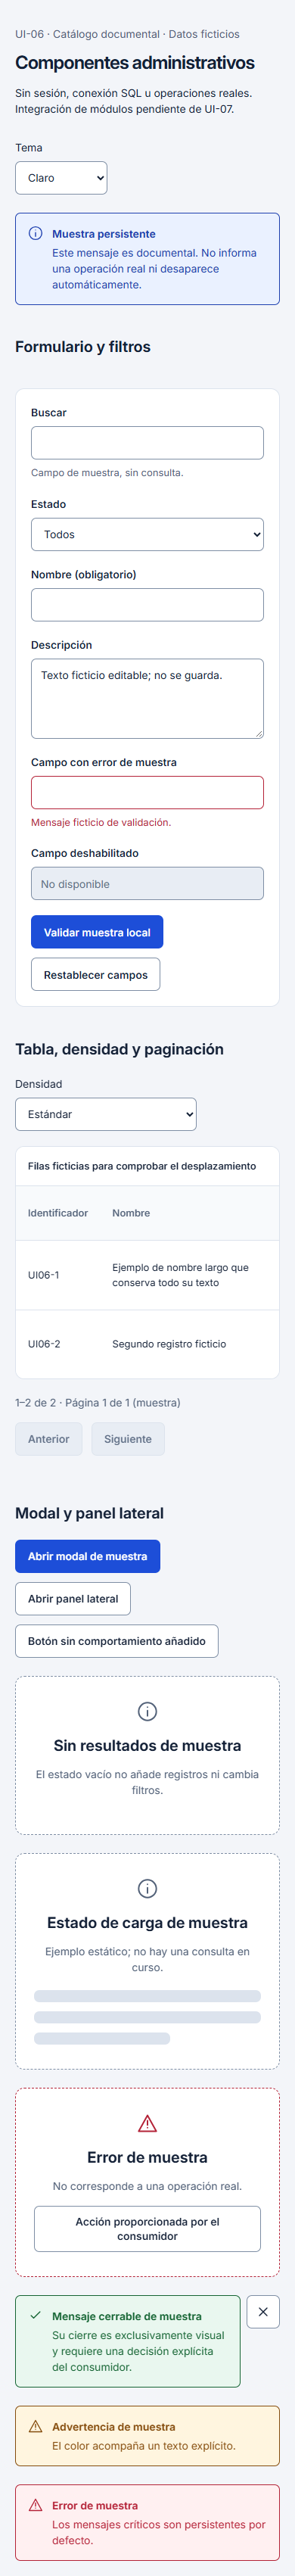 UI-06 · Catálogo documental · Datos ficticios
Componentes administrativos
Sin sesión, conexión SQL u operaciones reales.
Integración de módulos pendiente de UI-07.
Tema
Claro
Muestra persistente
Este mensaje es documental. No informa
una operación real ni desaparece
automáticamente.
Formulario y filtros
Buscar
Campo de muestra, sin consulta.
Estado
Todos
Nombre (obligatorio)
Descripción
Texto ficticio editable; no se guarda.
Campo con error de muestra
Mensaje ficticio de validación.
Campo deshabilitado
No disponible
Validar muestra local
Restablecer campos
Tabla, densidad y paginación
Densidad
Estándar
Filas ficticias para comprobar el desplazamiento
Identificador Nombre
UI06-1 Ejemplo de nombre largo que
conserva todo su texto
UI06-2 Segundo registro ficticio
1–2 de 2 · Página 1 de 1 (muestra)
Anterior Siguiente
Modal y panel lateral
Abrir modal de muestra
Abrir panel lateral
Botón sin comportamiento añadido
Sin resultados de muestra
El estado vacío no añade registros ni cambia
filtros.
Estado de carga de muestra
Ejemplo estático; no hay una consulta en
curso.
Error de muestra
No corresponde a una operación real.
Acción proporcionada por el
consumidor
Mensaje cerrable de muestra
Su cierre es exclusivamente visual
y requiere una decisión explícita
del consumidor.
Advertencia de muestra
El color acompaña un texto explícito.
Error de muestra
Los mensajes críticos son persistentes por
defecto.